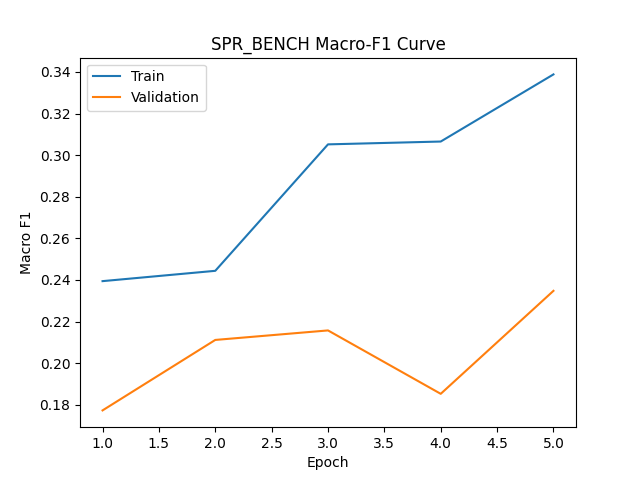 SPR_BENCH Macro-F1 Curve
Train
Validation
Macro F1
0.34
0.32
0.30
0.28
0.26
0.24
0.22
0.20
0.18
1.0 1.5 2.0 2.5 3.0 3.5 4.0 4.5 5.0
Epoch